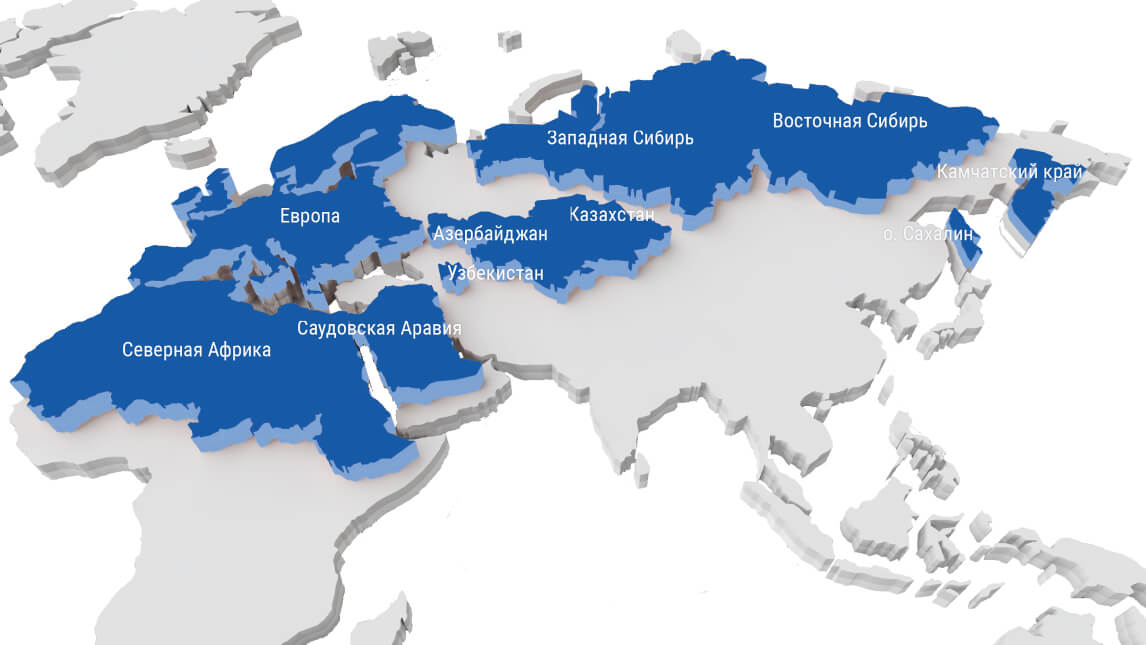 Восточная Сибирь
Западная Сибирь
Камчатский край
Европа
Казахстан
Азербайджан
о. Сахалин
Узбекистан
Саудовская Аравия
Северная Африка